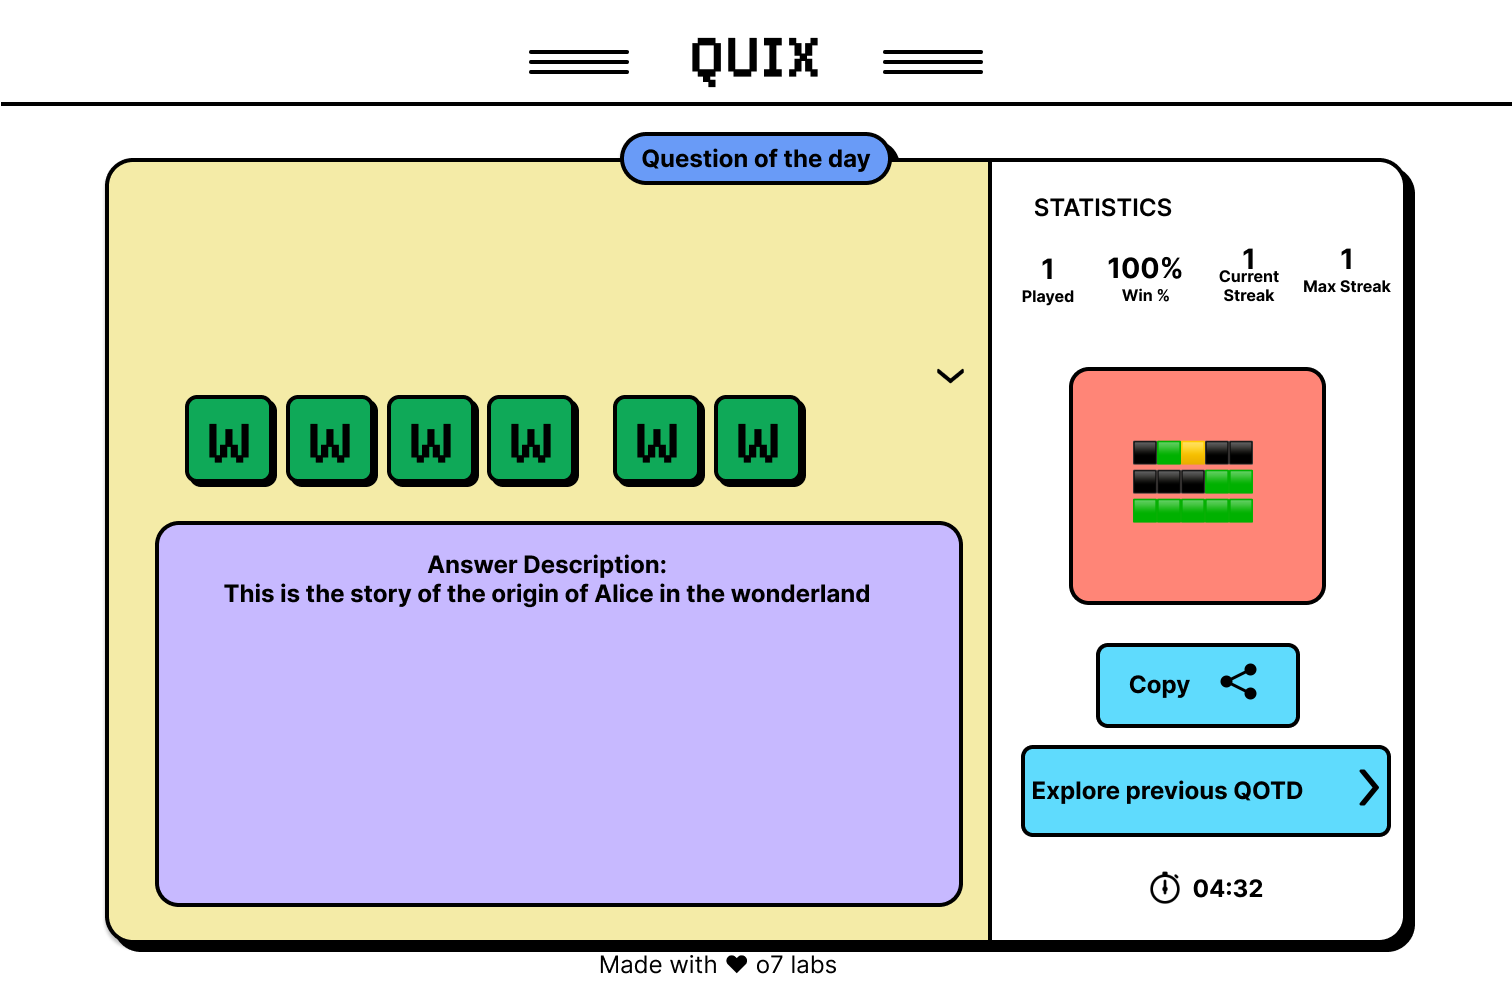 QUIX
Question of the day
W W W W W W
Answer Description:
This is the story of the origin of Alice in the wonderland
STATISTICS
1
Played
100%
Win %
1
Current
Streak
1
Max Streak
Copy
Explore previous QOTD
04:32
Made with ♥ o7 labs